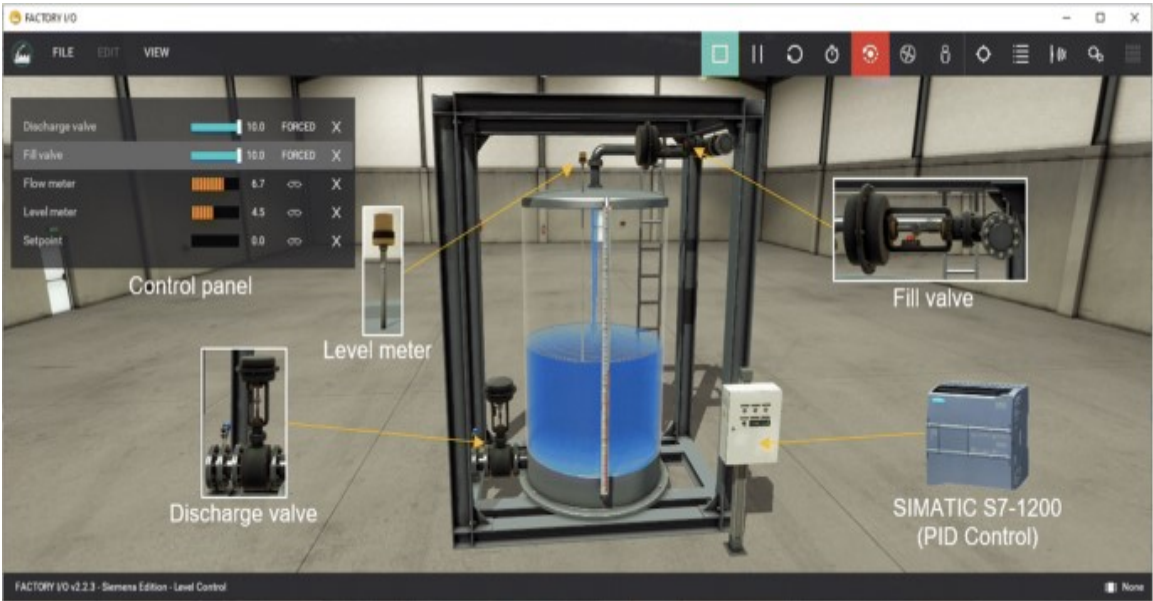 FACTORY I/O
FILE EDIT VIEW
Discharge valve 10.0 FORCED X
Fill valve 10.0 FORCED X
Flow meter 6.7 X
Level meter 4.5 X
Setpoint 0.0 X
Control panel
Fill valve
Level meter
Discharge valve
SIMATIC S7-1200
(PID Control)
FACTORY I/O v2.2.3 - Siemens Edition - Level Control
None